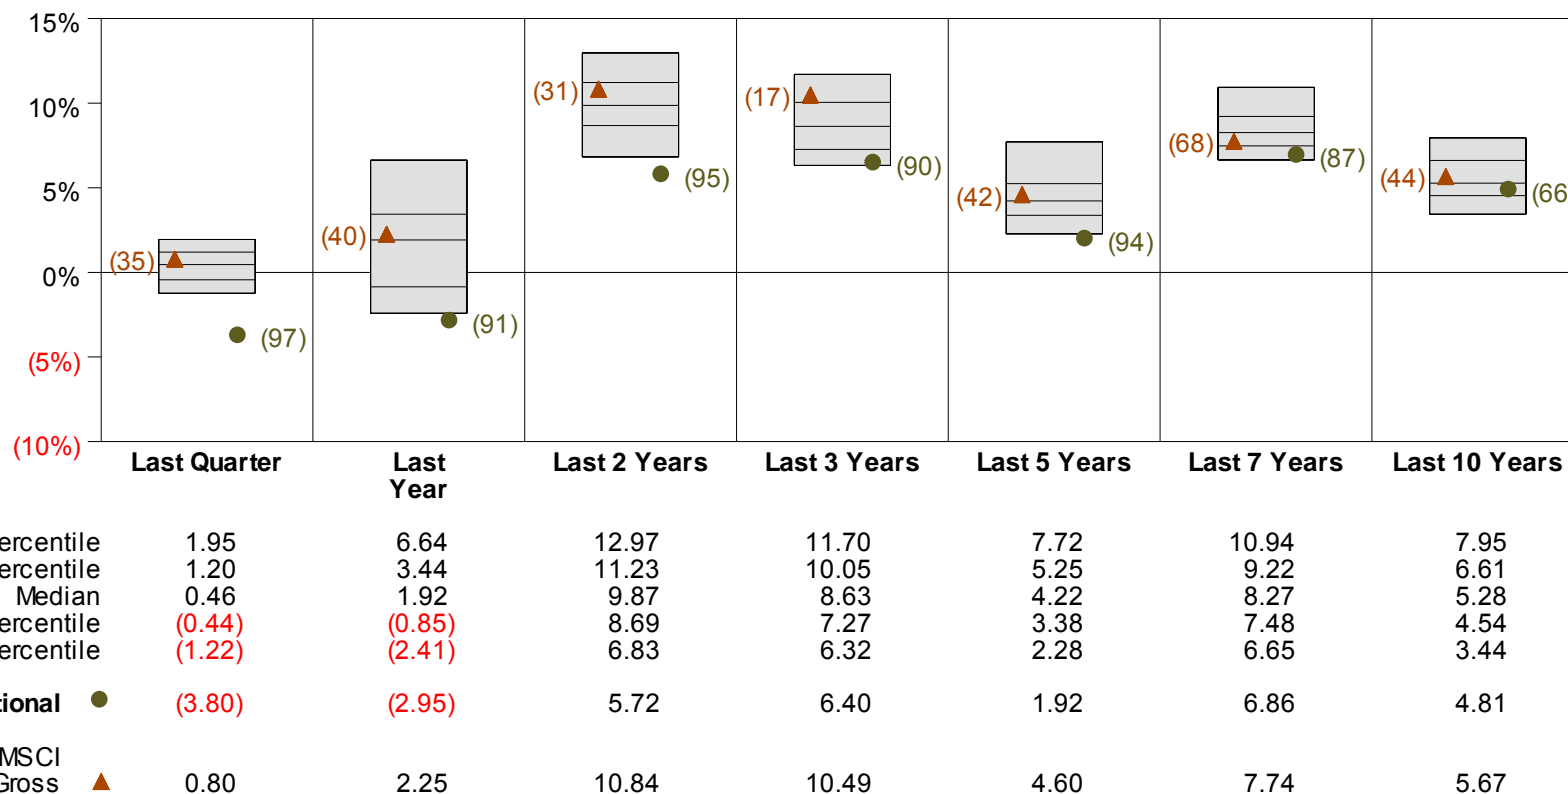 15%
10%
5%
0%
(5%)
(10%)
(35)
(97)
(40)
(91)
(31)
(95)
(17)
(90)
(42)
(94)
(68)
(87)
(44)
(66
Last Quarter Last Year Last 2 Years Last 3 Years Last 5 Years Last 7 Years Last 10 Years
ercentile 1.95 6.64 12.97 11.70 7.72 10.94 7.95
ercentile 1.20 3.44 11.23 10.05 5.25 9.22 6.61
Median 0.46 1.92 9.87 8.63 4.22 8.27 5.28
ercentile (0.44) (0.85) 8.69 7.27 3.38 7.48 4.54
ercentile (1.22) (2.41) 6.83 6.32 2.28 6.65 3.44
tional (3.80) (2.95) 5.72 6.40 1.92 6.86 4.81
MSCI
Gross 0.80 2.25 10.84 10.49 4.60 7.74 5.67